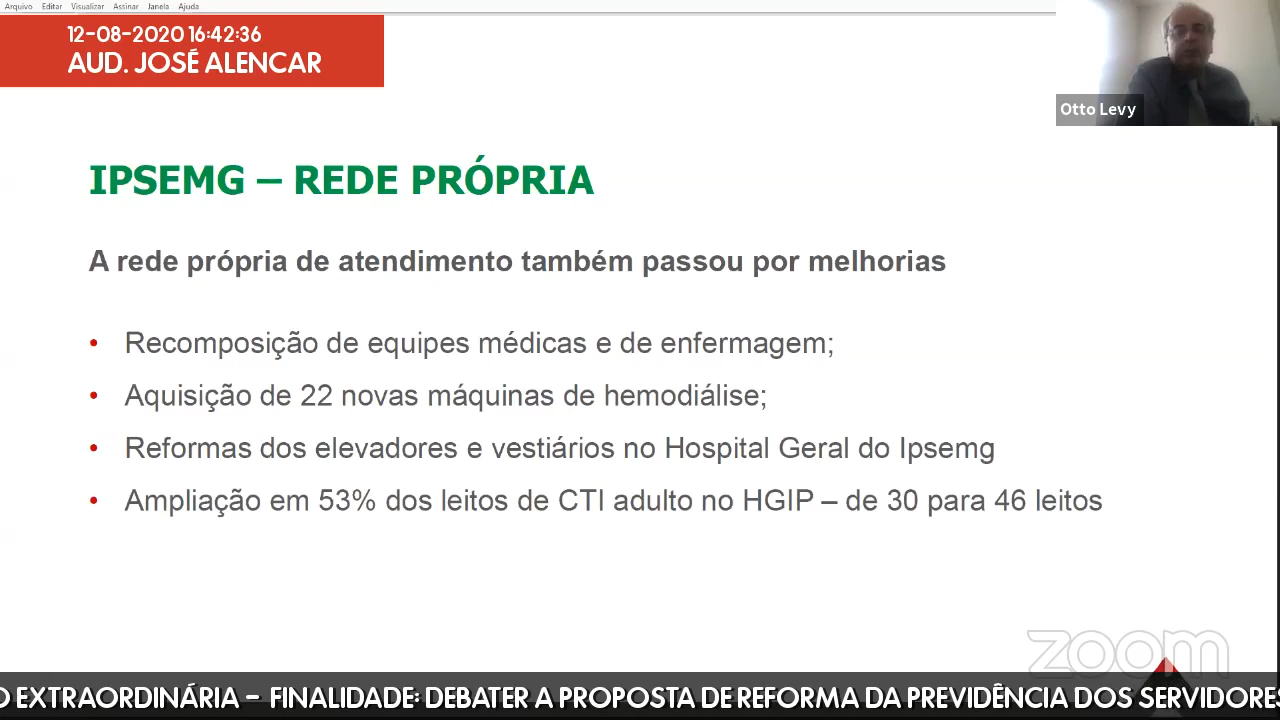 Arquivo Editar Visualizar Assinar Janela Ajuda
12-08-2020 16:42:36
AUD. JOSÉ ALENCAR
Otto Levy
IPSEMG – REDE PRÓPRIA
A rede própria de atendimento também passou por melhorias
• Recomposição de equipes médicas e de enfermagem;
• Aquisição de 22 novas máquinas de hemodiálise;
• Reformas dos elevadores e vestiários no Hospital Geral do Ipsemg
• Ampliação em 53% dos leitos de CTI adulto no HGIP – de 30 para 46 leitos
zoom
O EXTRAORDINÁRIA - FINALIDADE: DEBATER A PROPOSTA DE REFORMA DA PREVIDÊNCIA DOS SERVIDORES